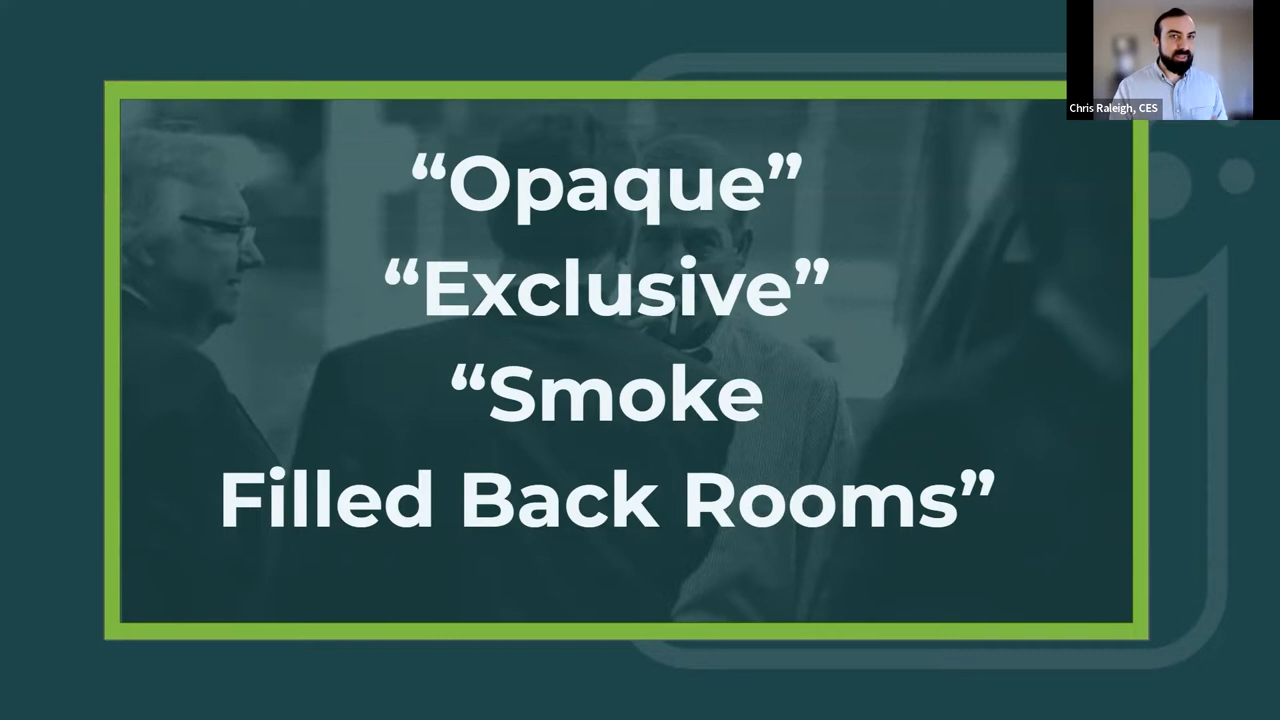 “Opaque”
“Exclusive”
“Smoke
Filled Back Rooms”
Chris Raleigh, CES